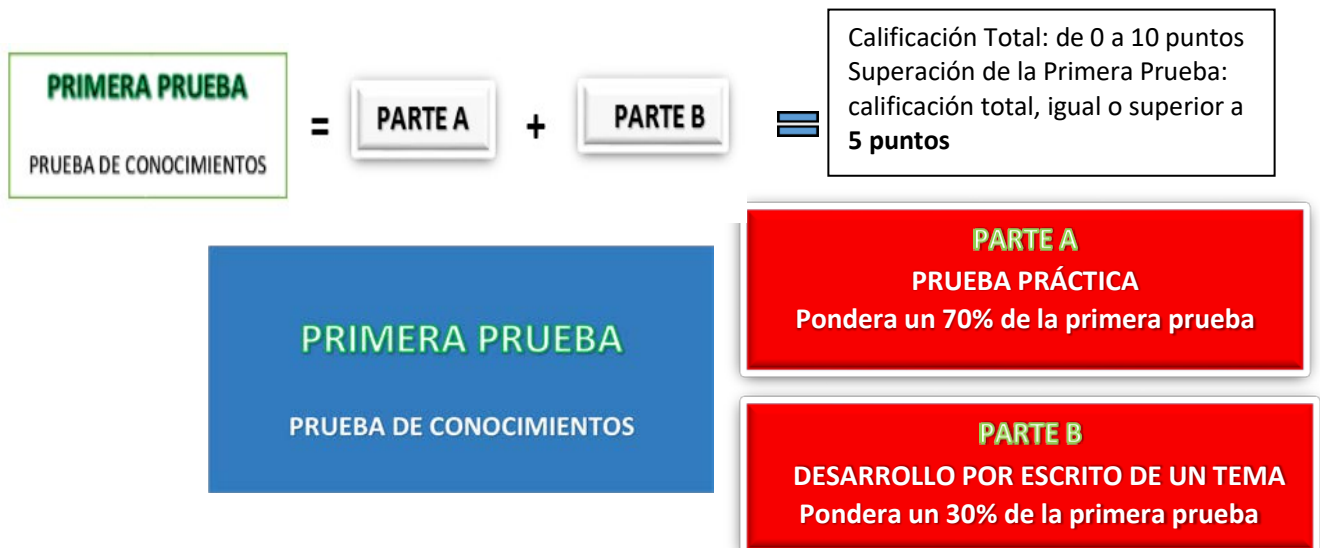 PRIMERA PRUEBA
PRUEBA DE CONOCIMIENTOS
=
PARTE A
+
PARTE B
=
Calificación Total: de 0 a 10 puntos
Superación de la Primera Prueba:
calificación total, igual o superior a
5 puntos
PRIMERA PRUEBA
PRUEBA DE CONOCIMIENTOS
PARTE A
PRUEBA PRÁCTICA
Pondera un 70% de la primera prueba
PARTE B
DESARROLLO POR ESCRITO DE UN TEMA
Pondera un 30% de la primera prueba